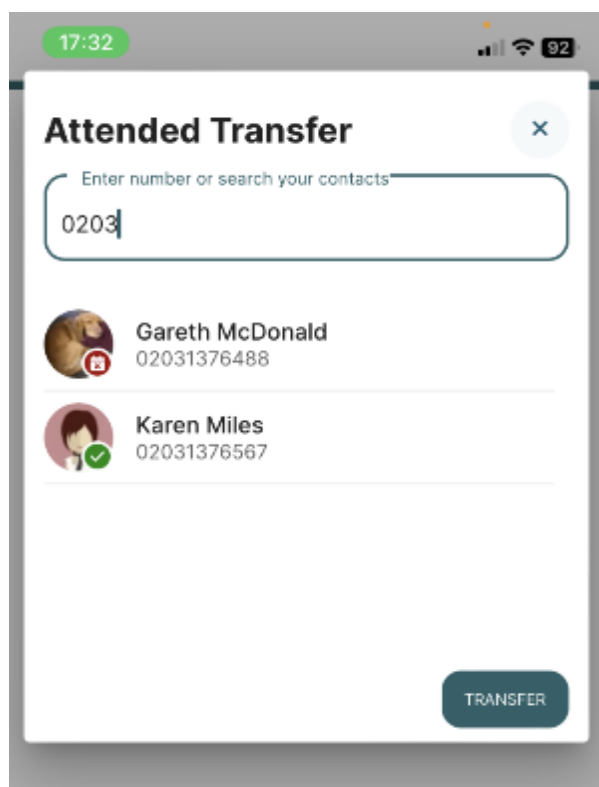 17:32
92
Attended Transfer
Enter number or search your contacts
0203
Gareth McDonald
02031376488
Karen Miles
02031376567
TRANSFER